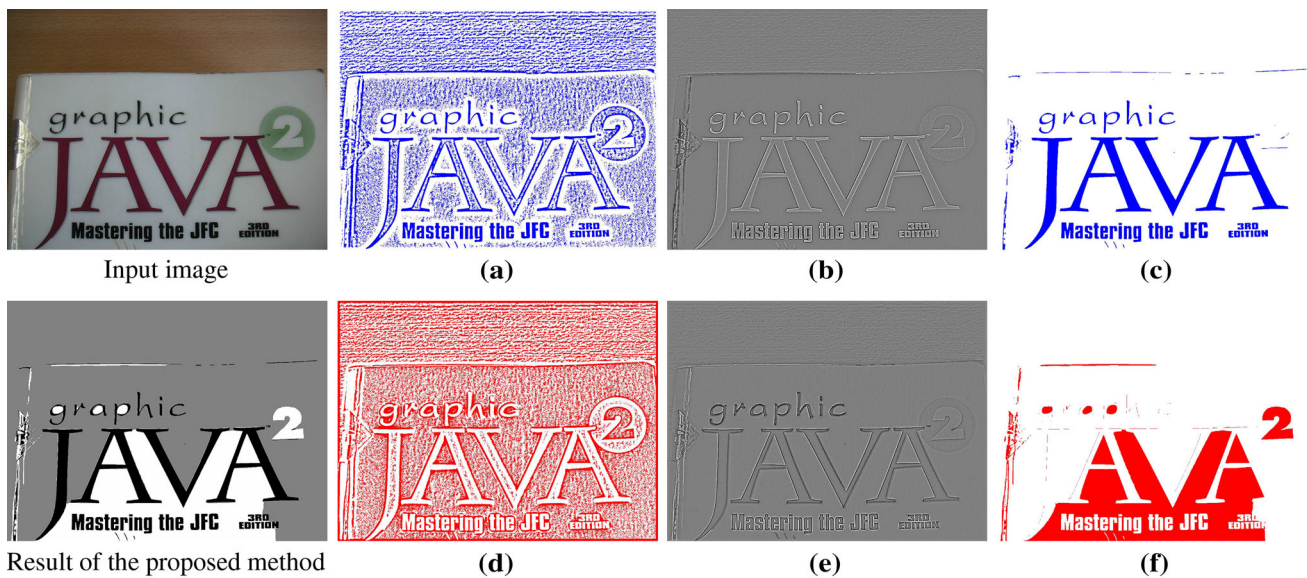 graphic
JAVA 2
Mastering the JFC 3RD EDITION
Input image
graphic
JAVA 2
Mastering the JFC 3RD EDITION
(a)
graphic
JAVA 2
Mastering the JFC 3RD EDITION
(b)
graphic
JAVA
Mastering the JFC 3RD EDITION
(c)
graphic
JAVA 2
Mastering the JFC 3RD EDITION
Result of the proposed method
graphic
JAVA 2
Mastering the JFC 3RD EDITION
(d)
graphic
JAVA 2
Mastering the JFC 3RD EDITION
(e)
AVA 2
Mastering the JFC 3RD EDITION
(f)